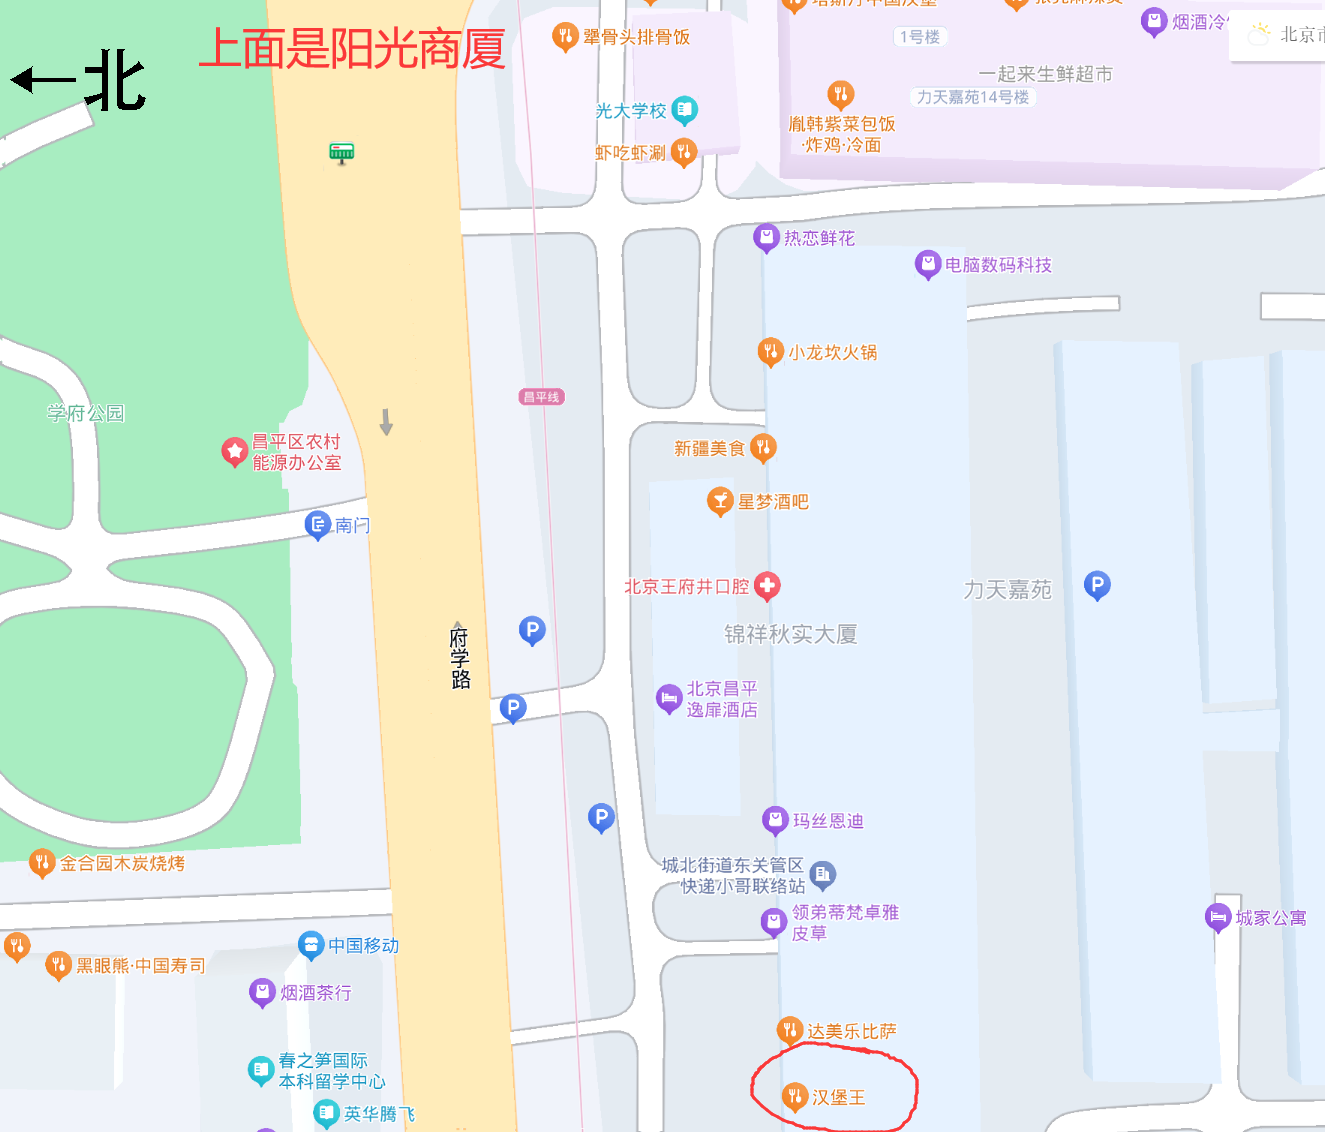 上面是阳光商厦
北
犟骨头排骨饭
1号楼
烟酒冷
北京市
一起来生鲜超市
力天嘉苑14号楼
光大学校
胤韩紫菜包饭
·炸鸡·冷面
虾吃虾涮
热恋鲜花
电脑数码科技
小龙坎火锅
昌平线
学府公园
昌平区农村
能源办公室
新疆美食
星梦酒吧
南门
北京王府井口腔
力天嘉苑
P
P
府学路
锦祥秋实大厦
北京昌平
逸扉酒店
P
P
玛丝恩迪
金合园木炭烧烤
城北街道东关管区
快递小哥联络站
领弟蒂梵卓雅
皮草
城家公寓
中国移动
黑眼熊·中国寿司
烟酒茶行
达美乐比萨
春之笋国际
本科留学中心
汉堡王
英华腾飞